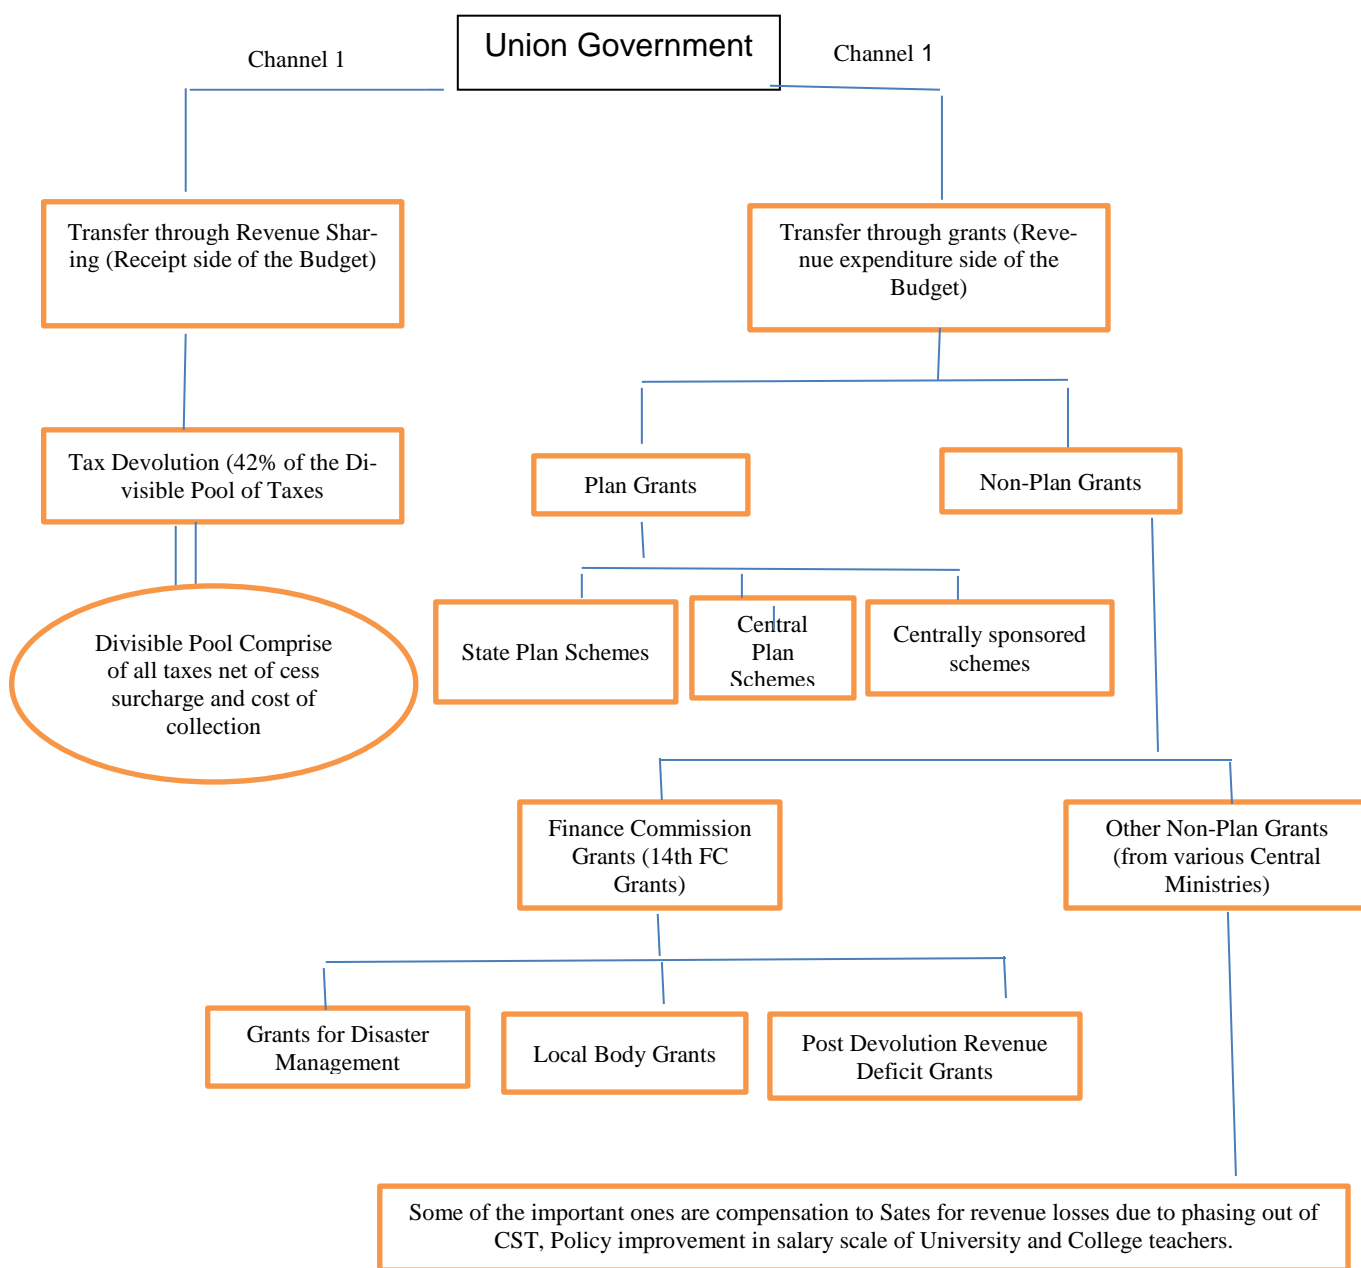 Union Government
Channel 1
Channel 1
Transfer through Revenue Shar-
ing (Receipt side of the Budget)
Transfer through grants (Reve-
nue expenditure side of the
Budget)
Tax Devolution (42% of the Di-
visible Pool of Taxes
Plan Grants
Non-Plan Grants
Divisible Pool Comprise
of all taxes net of cess
surcharge and cost of
collection
State Plan Schemes
Central
Plan
Schemes
Centrally sponsored
schemes
Finance Commission
Grants (14th FC
Grants)
Other Non-Plan Grants
(from various Central
Ministries)
Grants for Disaster
Management
Local Body Grants
Post Devolution Revenue
Deficit Grants
Some of the important ones are compensation to Sates for revenue losses due to phasing out of
CST, Policy improvement in salary scale of University and College teachers.